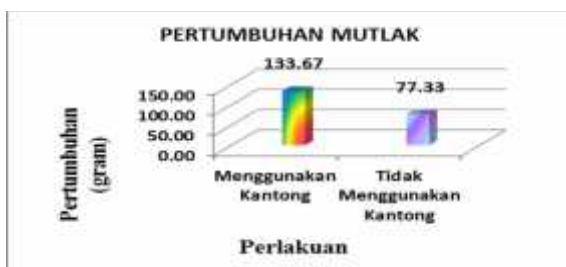 PERTUMBUHAN MUTLAK
133.67
77.33
150.00
100.00
50.00
0.00
Pertumbuhan
(gram)
Menggunakan
Kantong
Tidak
Menggunakan
Kantong
Perlakuan